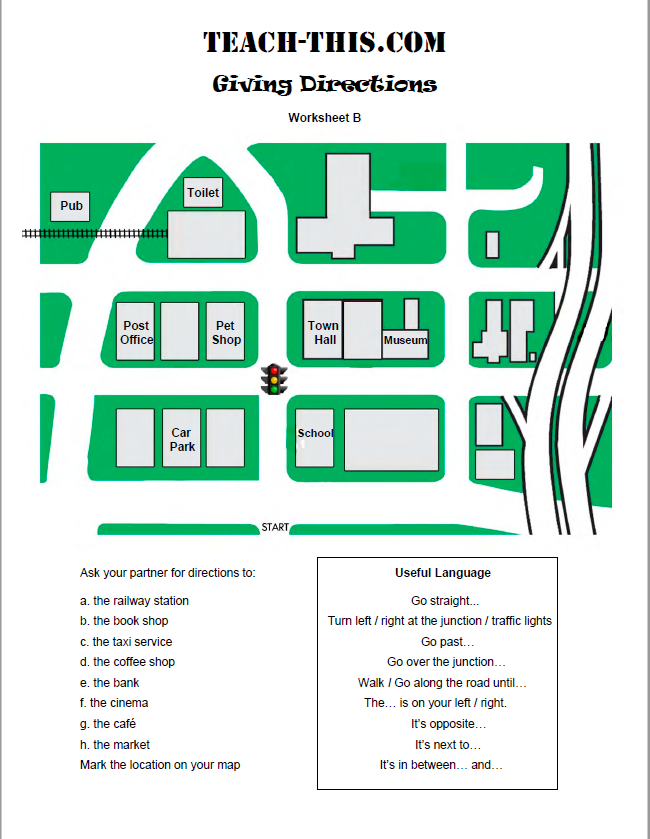 TEACH-THIS.COM
Giving Directions
Worksheet B
Pub
Toilet
Post
Office
Pet
Shop
Town
Hall
Museum
Car
Park
School
START
Ask your partner for directions to:
a. the railway station
b. the book shop
c. the taxi service
d. the coffee shop
e. the bank
f. the cinema
g. the café
h. the market
Mark the location on your map
Useful Language
Go straight...
Turn left / right at the junction / traffic lights
Go past…
Go over the junction…
Walk / Go along the road until…
The… is on your left / right.
It’s opposite…
It’s next to…
It’s in between… and…